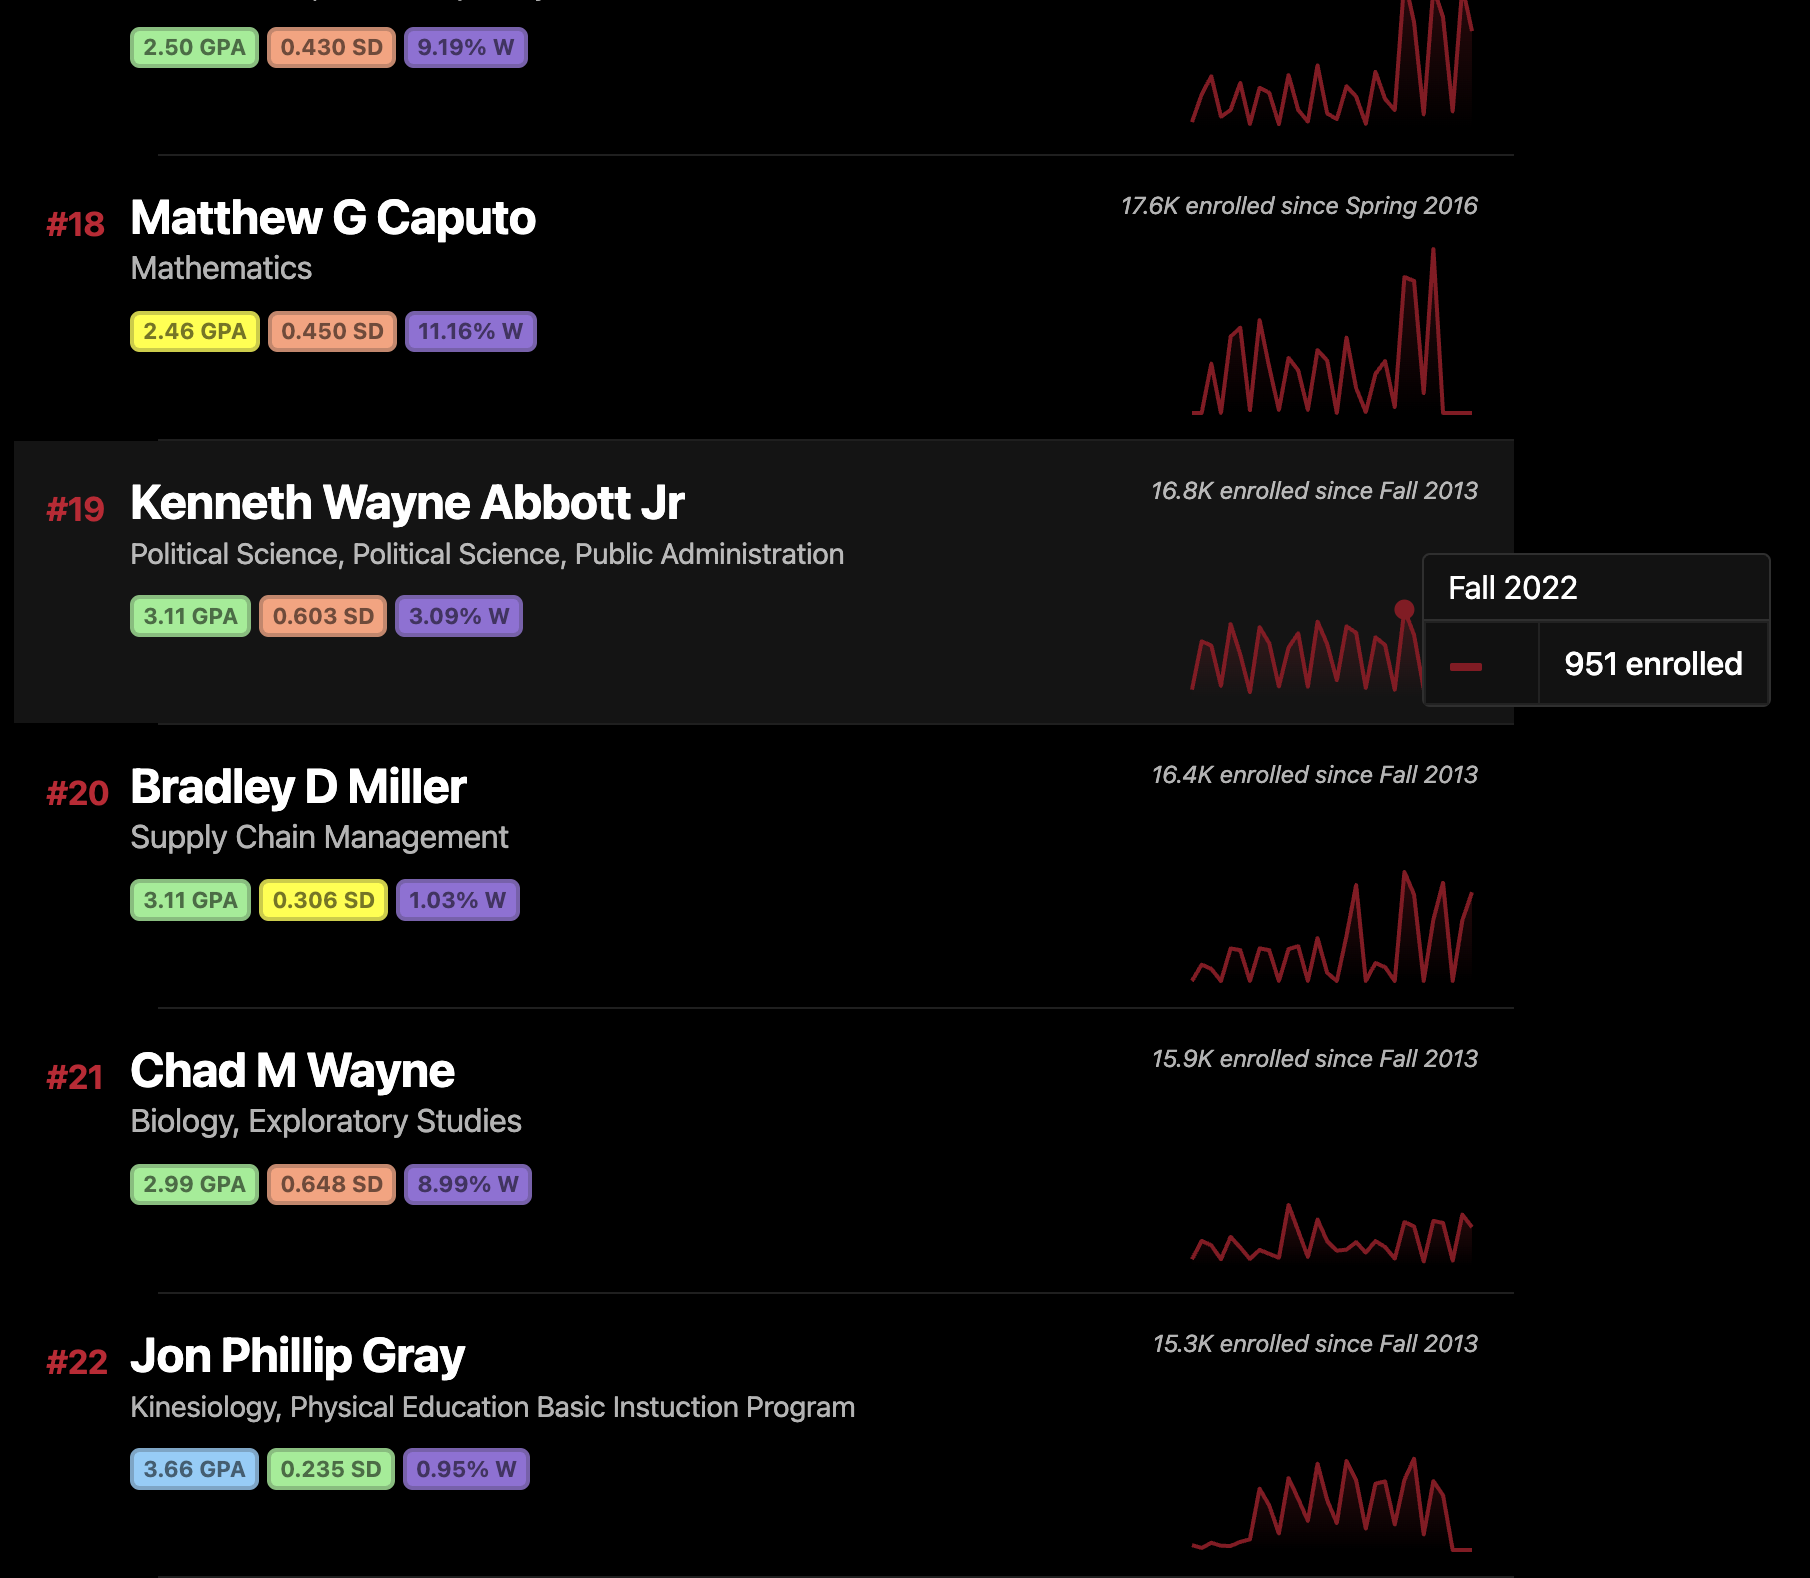 2.50 GPA 0.430 SD 9.19% W
#18 Matthew G Caputo
17.6K enrolled since Spring 2016
Mathematics
2.46 GPA 0.450 SD 11.16% W
#19 Kenneth Wayne Abbott Jr
16.8K enrolled since Fall 2013
Political Science, Political Science, Public Administration
3.11 GPA 0.603 SD 3.09% W
Fall 2022
951 enrolled
#20 Bradley D Miller
16.4K enrolled since Fall 2013
Supply Chain Management
3.11 GPA 0.306 SD 1.03% W
#21 Chad M Wayne
15.9K enrolled since Fall 2013
Biology, Exploratory Studies
2.99 GPA 0.648 SD 8.99% W
#22 Jon Phillip Gray
15.3K enrolled since Fall 2013
Kinesiology, Physical Education Basic Instuction Program
3.66 GPA 0.235 SD 0.95% W